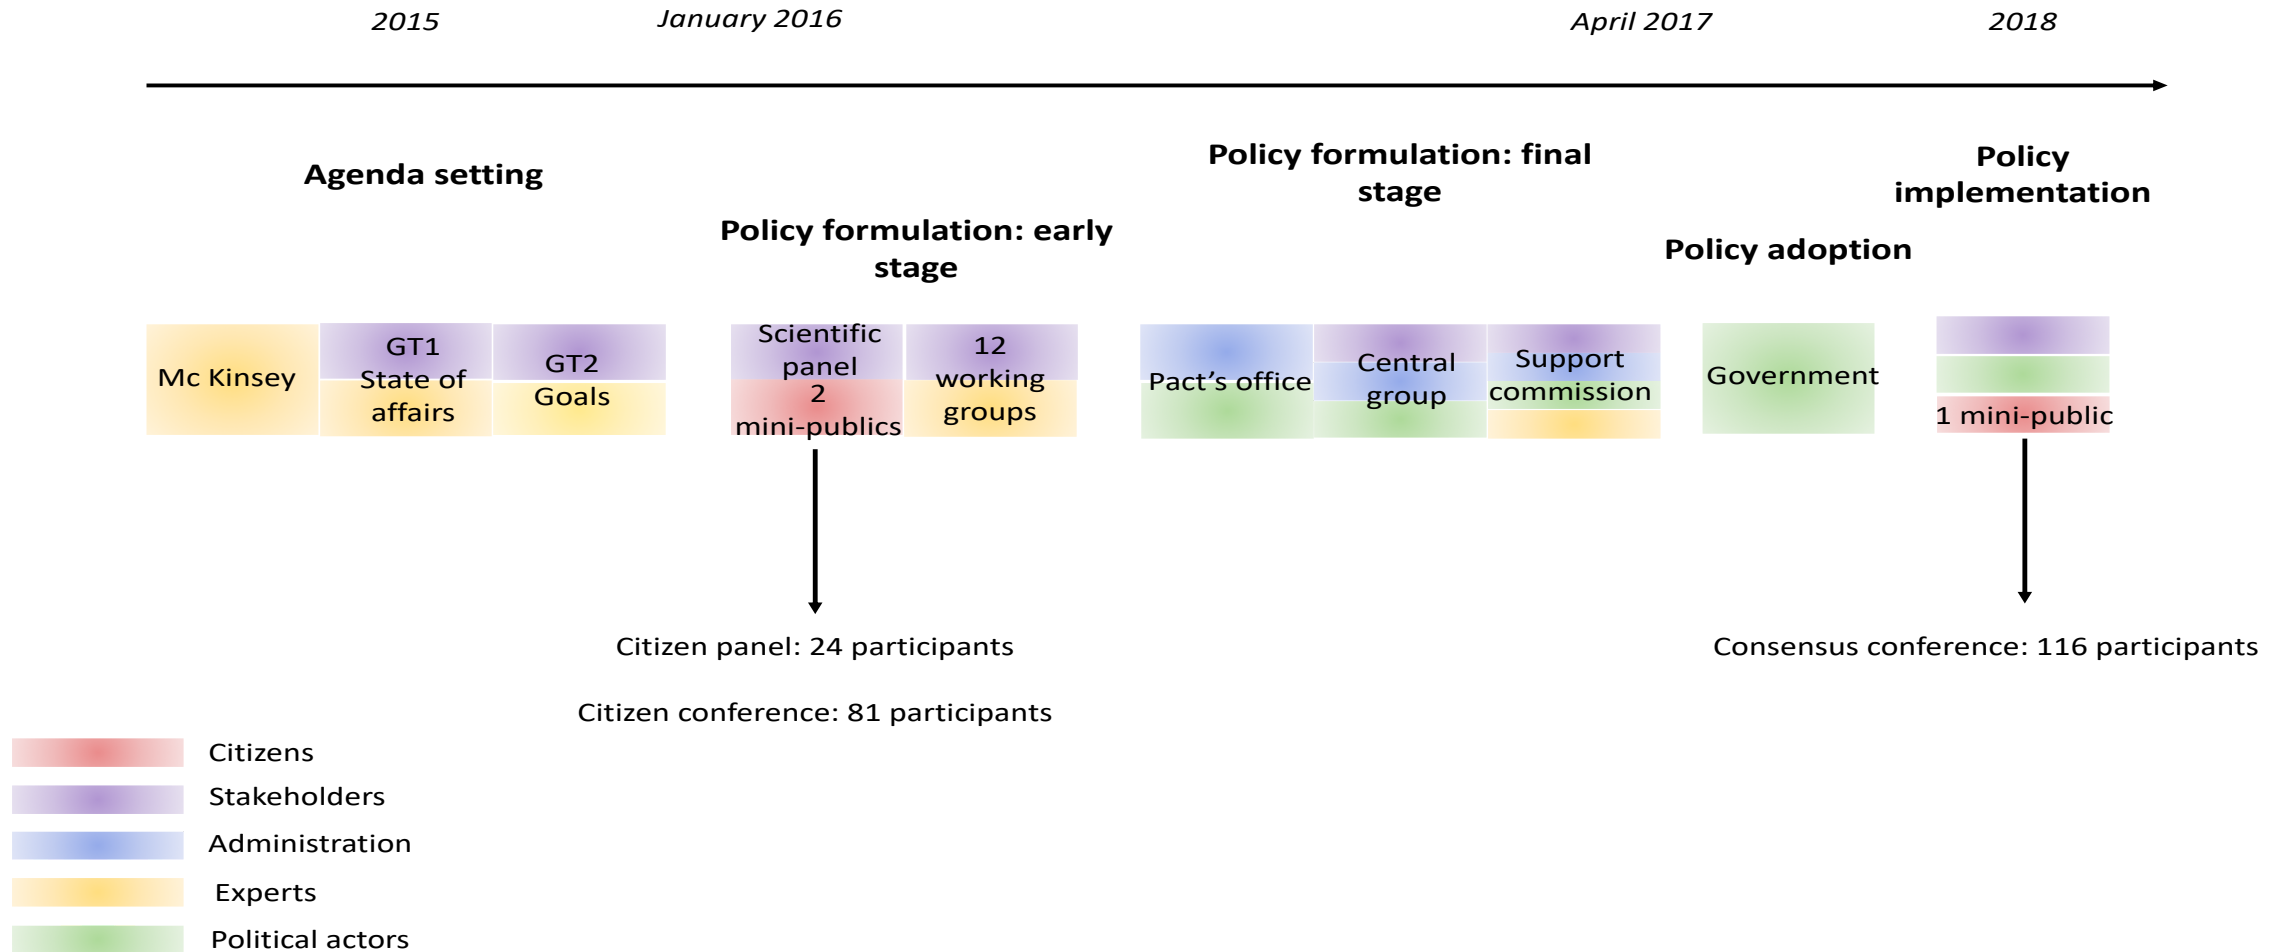 2015
January 2016
April 2017
2018
Agenda setting
Policy formulation: early
stage
Policy formulation: final
stage
Policy adoption
Policy
implementation
Mc Kinsey
GT1
State of
affairs
GT2
Goals
Scientific
panel
2
mini-publics
12
working
groups
Pact’s office
Central
group
Support
commission
Government
1 mini-public
Citizen panel: 24 participants
Citizen conference: 81 participants
Consensus conference: 116 participants
Citizens
Stakeholders
Administration
Experts
Political actors